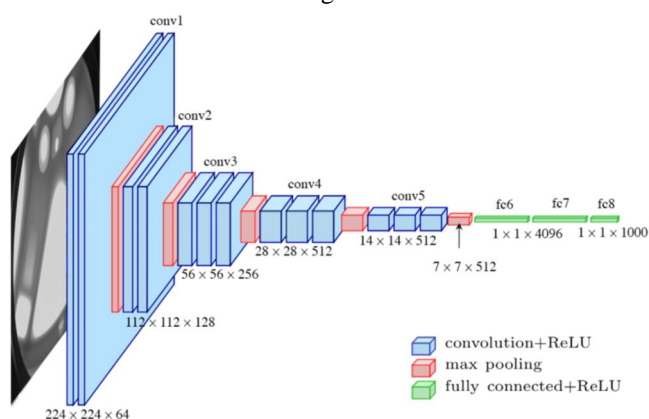 conv1
conv2
conv3
conv4
conv5
fc6
fc7
fc8
1 × 1 × 4096
1 × 1 × 1000
14 × 14 × 512
28 × 28 × 512
7 × 7 × 512
56 × 56 × 256
112 × 112 × 128
224 × 224 × 64
convolution+ReLU
max pooling
fully connected+ReLU